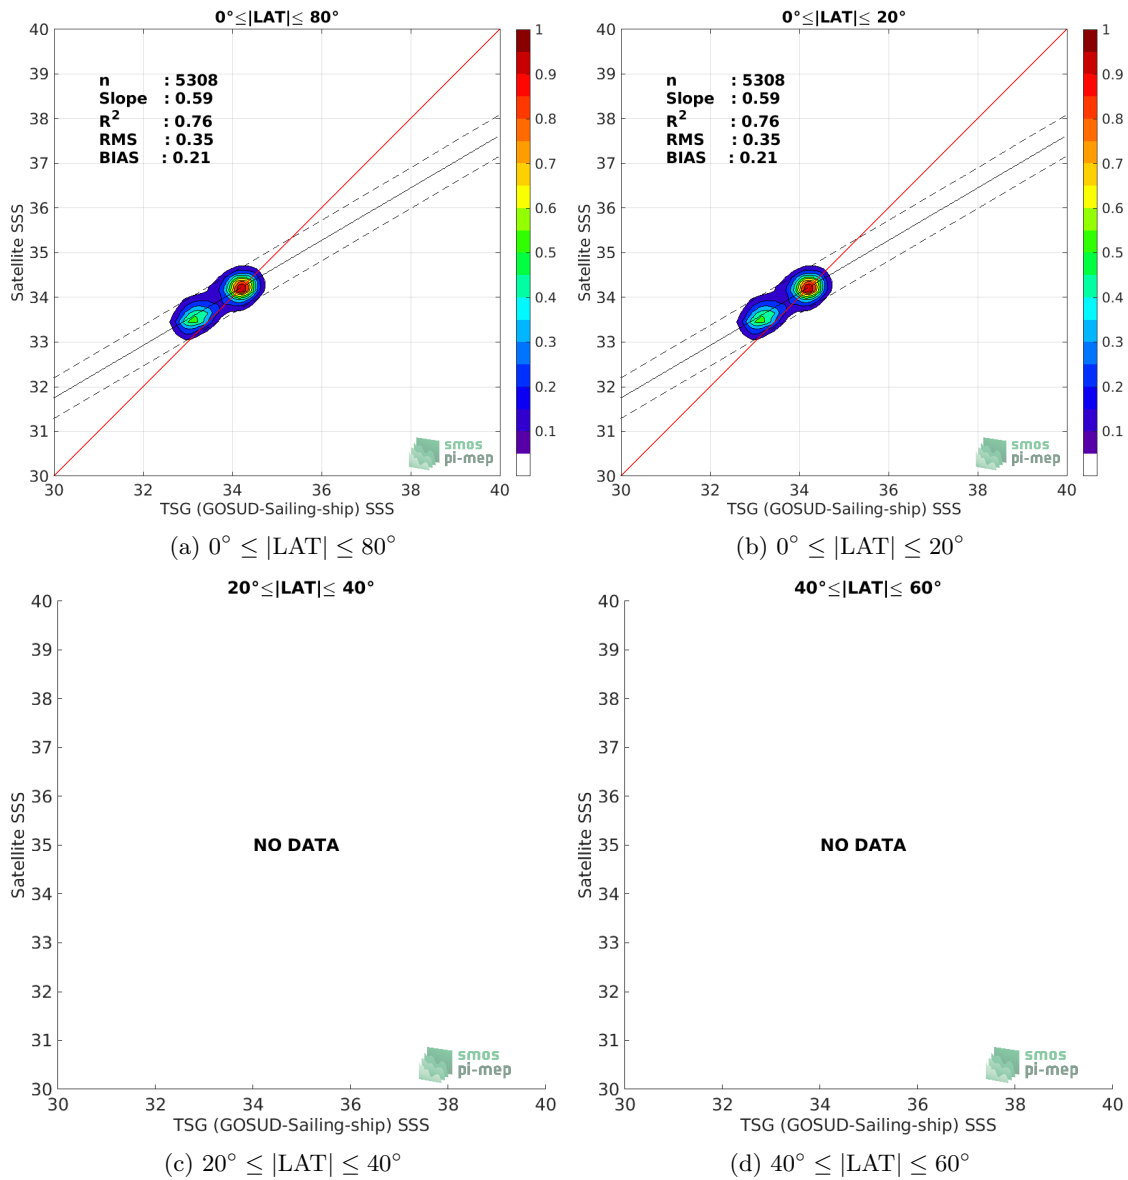 0°≤|LAT|≤ 80°
40
39
38
37
36
35
34
33
32
31
30
30
32
34
36
38
40
Satellite SSS
TSG (GOSUD-Sailing-ship) SSS
n : 5308
Slope : 0.59
R² : 0.76
RMS : 0.35
BIAS : 0.21
smos
pi-mep
1
0.9
0.8
0.7
0.6
0.5
0.4
0.3
0.2
0.1
(a) 0° ≤ |LAT| ≤ 80°
0°≤|LAT|≤ 20°
40
39
38
37
36
35
34
33
32
31
30
30
32
34
36
38
40
Satellite SSS
TSG (GOSUD-Sailing-ship) SSS
n : 5308
Slope : 0.59
R² : 0.76
RMS : 0.35
BIAS : 0.21
smos
pi-mep
1
0.9
0.8
0.7
0.6
0.5
0.4
0.3
0.2
0.1
(b) 0° ≤ |LAT| ≤ 20°
20°≤|LAT|≤ 40°
40
39
38
37
36
35
34
33
32
31
30
30
32
34
36
38
40
Satellite SSS
TSG (GOSUD-Sailing-ship) SSS
NO DATA
smos
pi-mep
(c) 20° ≤ |LAT| ≤ 40°
40°≤|LAT|≤ 60°
40
39
38
37
36
35
34
33
32
31
30
30
32
34
36
38
40
Satellite SSS
TSG (GOSUD-Sailing-ship) SSS
NO DATA
smos
pi-mep
(d) 40° ≤ |LAT| ≤ 60°